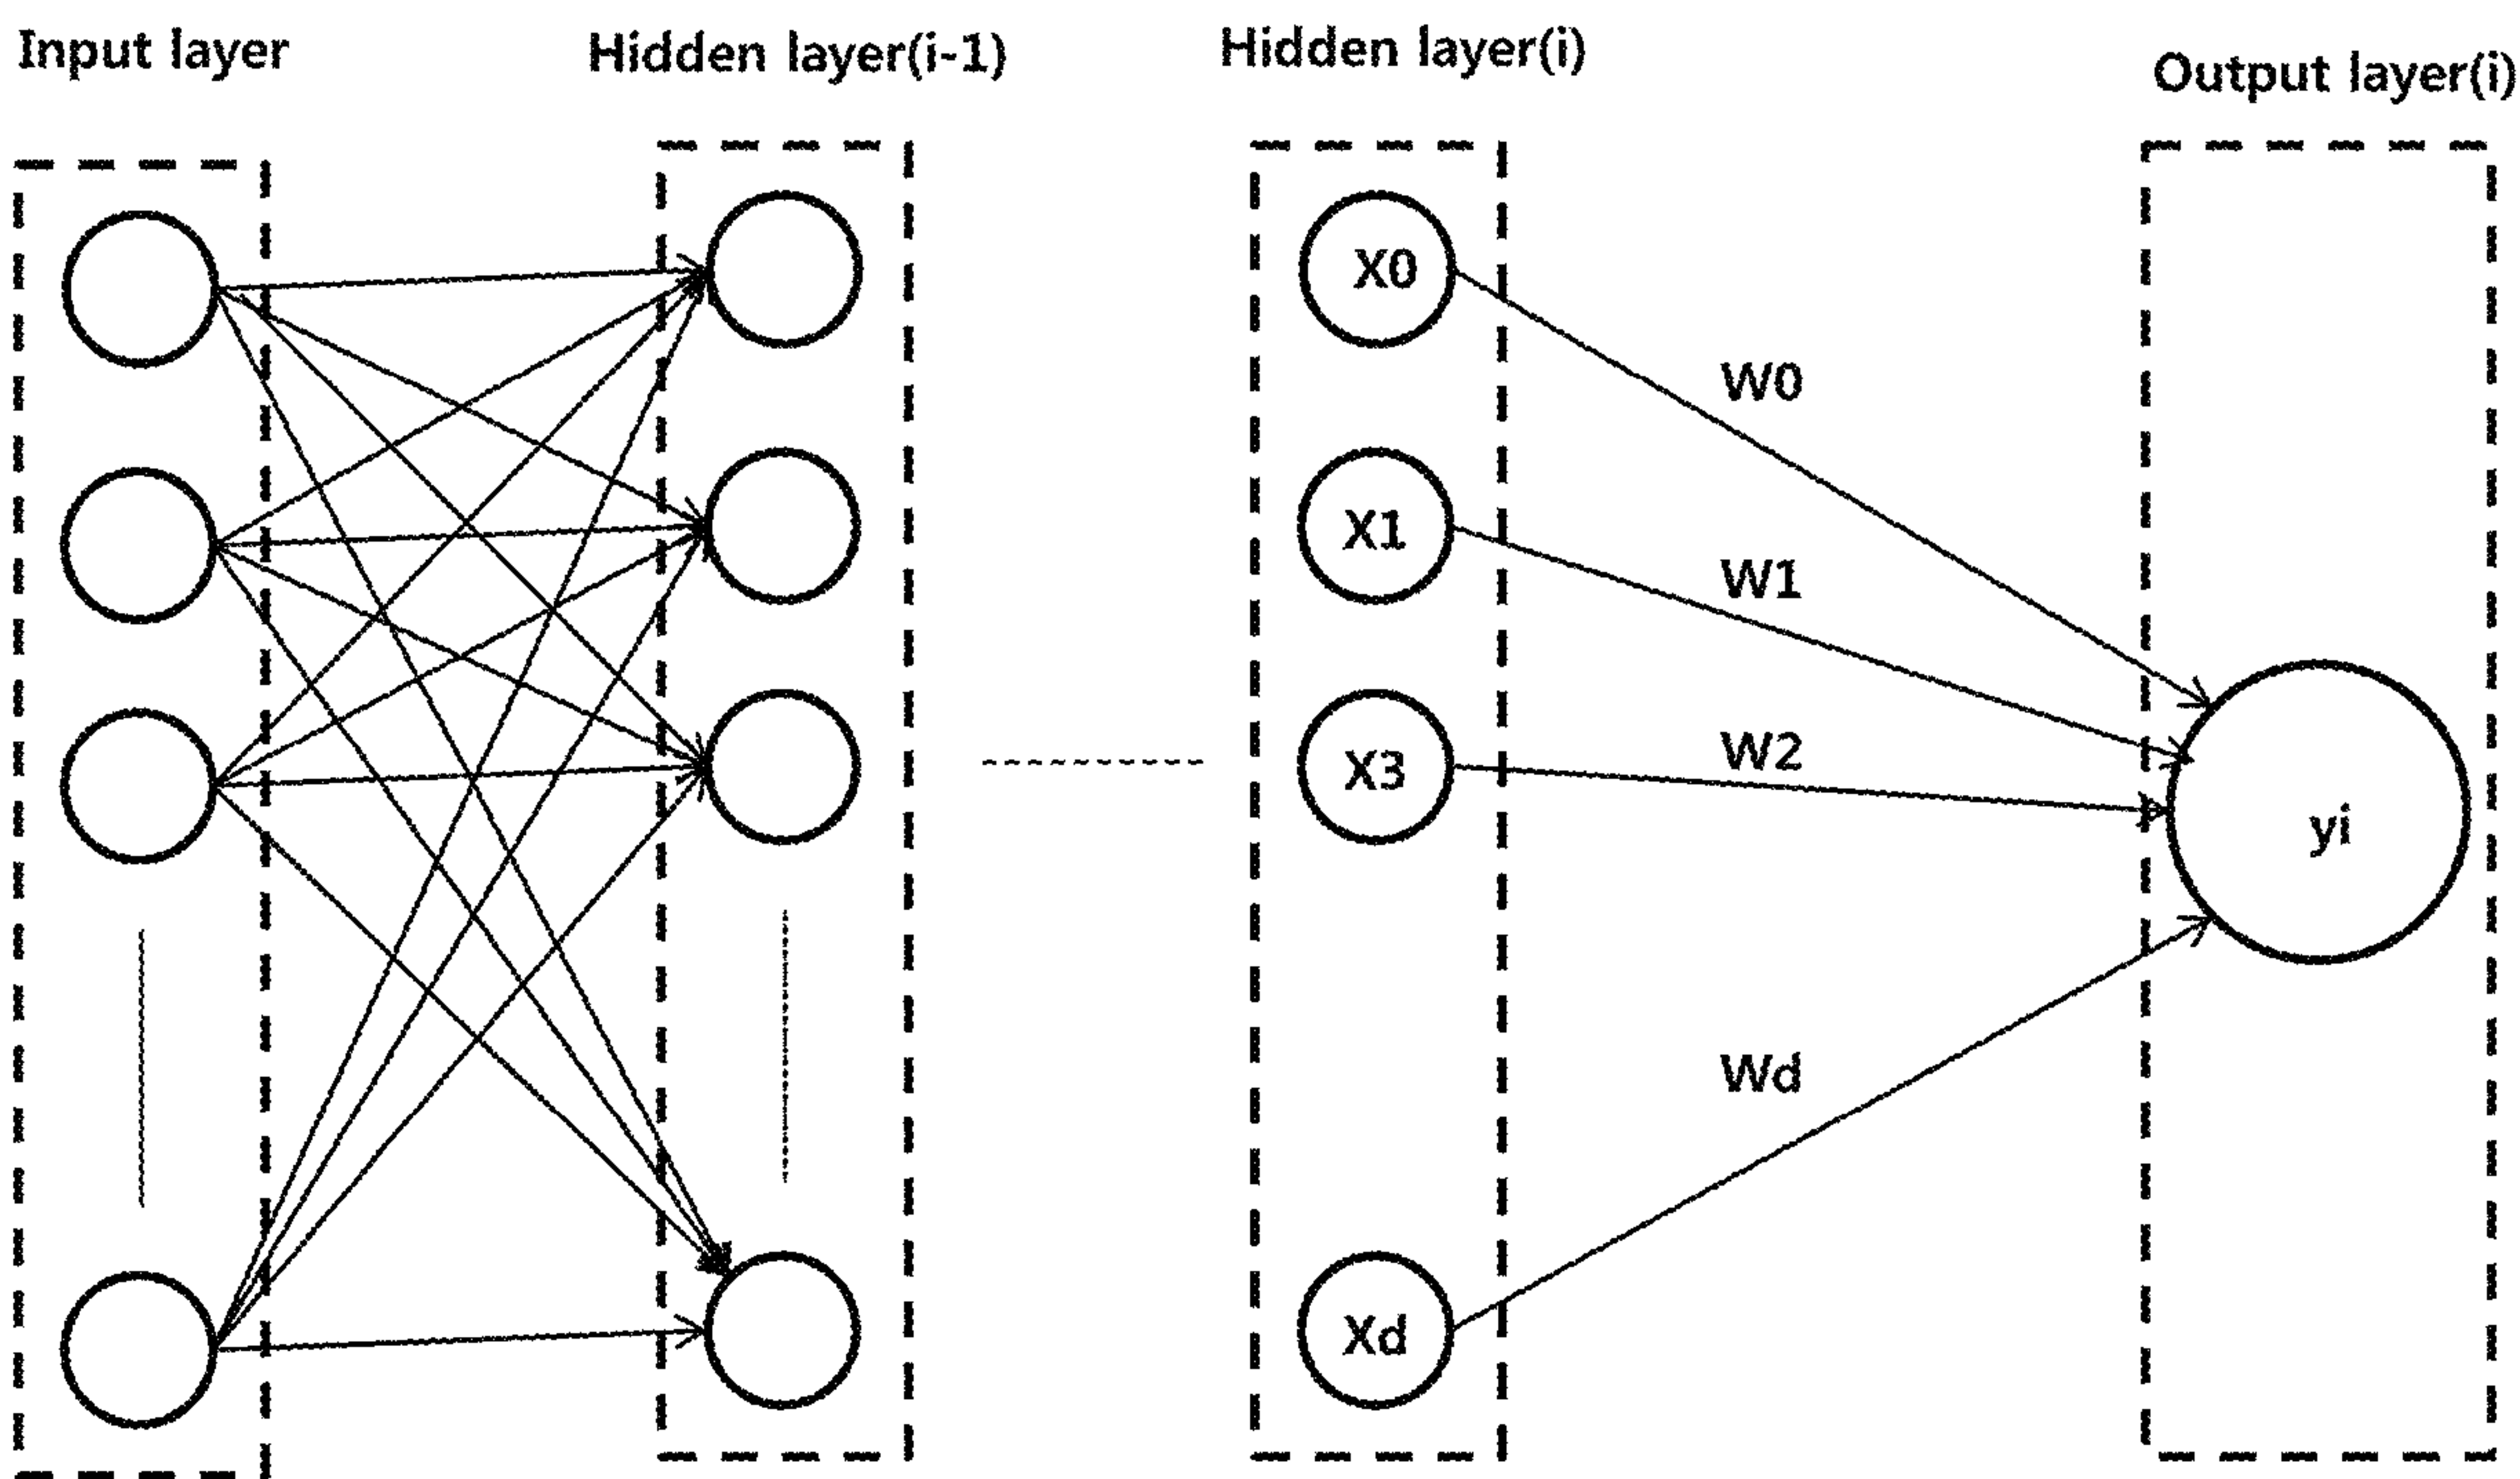 Input layer
Hidden layer(i-1)
Hidden layer(i)
Output layer(i)
X0
W0
X1
W1
X3
W2
yi
Wd
Xd